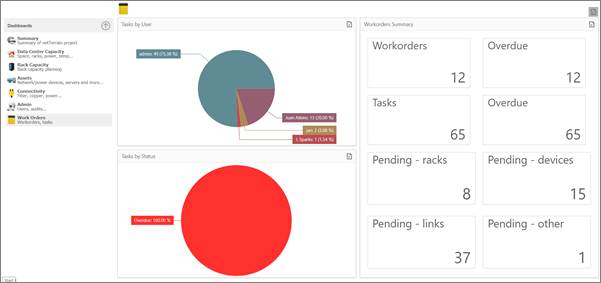 Dashboards
Summary
Summary of netTerrain project
Data Center Capacity
Space, racks, power, temp...
Rack Capacity
Rack capacity planning
Assets
Network/power devices, servers and more...
Connectivity
Fiber, copper, power...
Admin
Users, audits...
Work Orders
Workorders, tasks
Start
Tasks by User
admin: 49 (75.38 %)
Juan Atkins: 13 (20.00 %)
jan: 2 (3.08 %)
s Sparks: 1 (1.54 %)
Tasks by Status
Overdue: 100.00 %
Workorders Summary
Workorders
12
Overdue
12
Tasks
65
Overdue
65
Pending - racks
8
Pending - devices
15
Pending - links
37
Pending - other
1